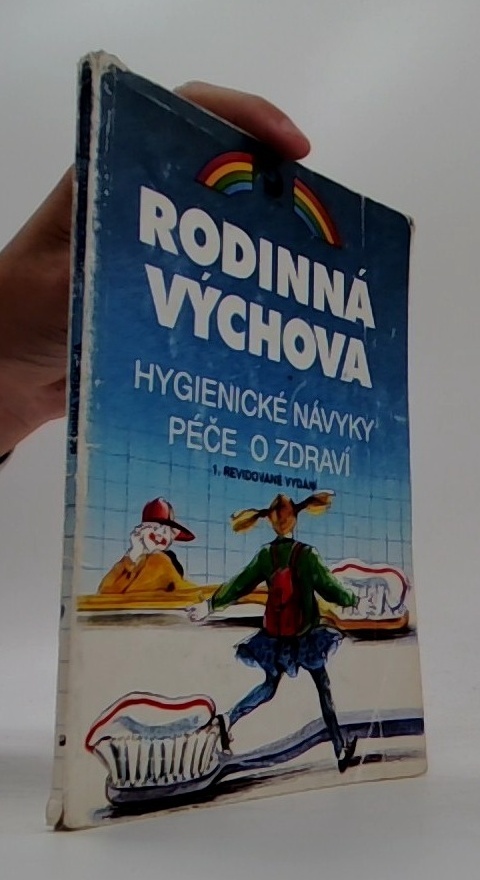 RODINNÁ
VÝCHOVA
HYGIENICKÉ NÁVYKY
PÉČE O ZDRAVÍ
1. REVIDOVANÉ VYDÁNÍ